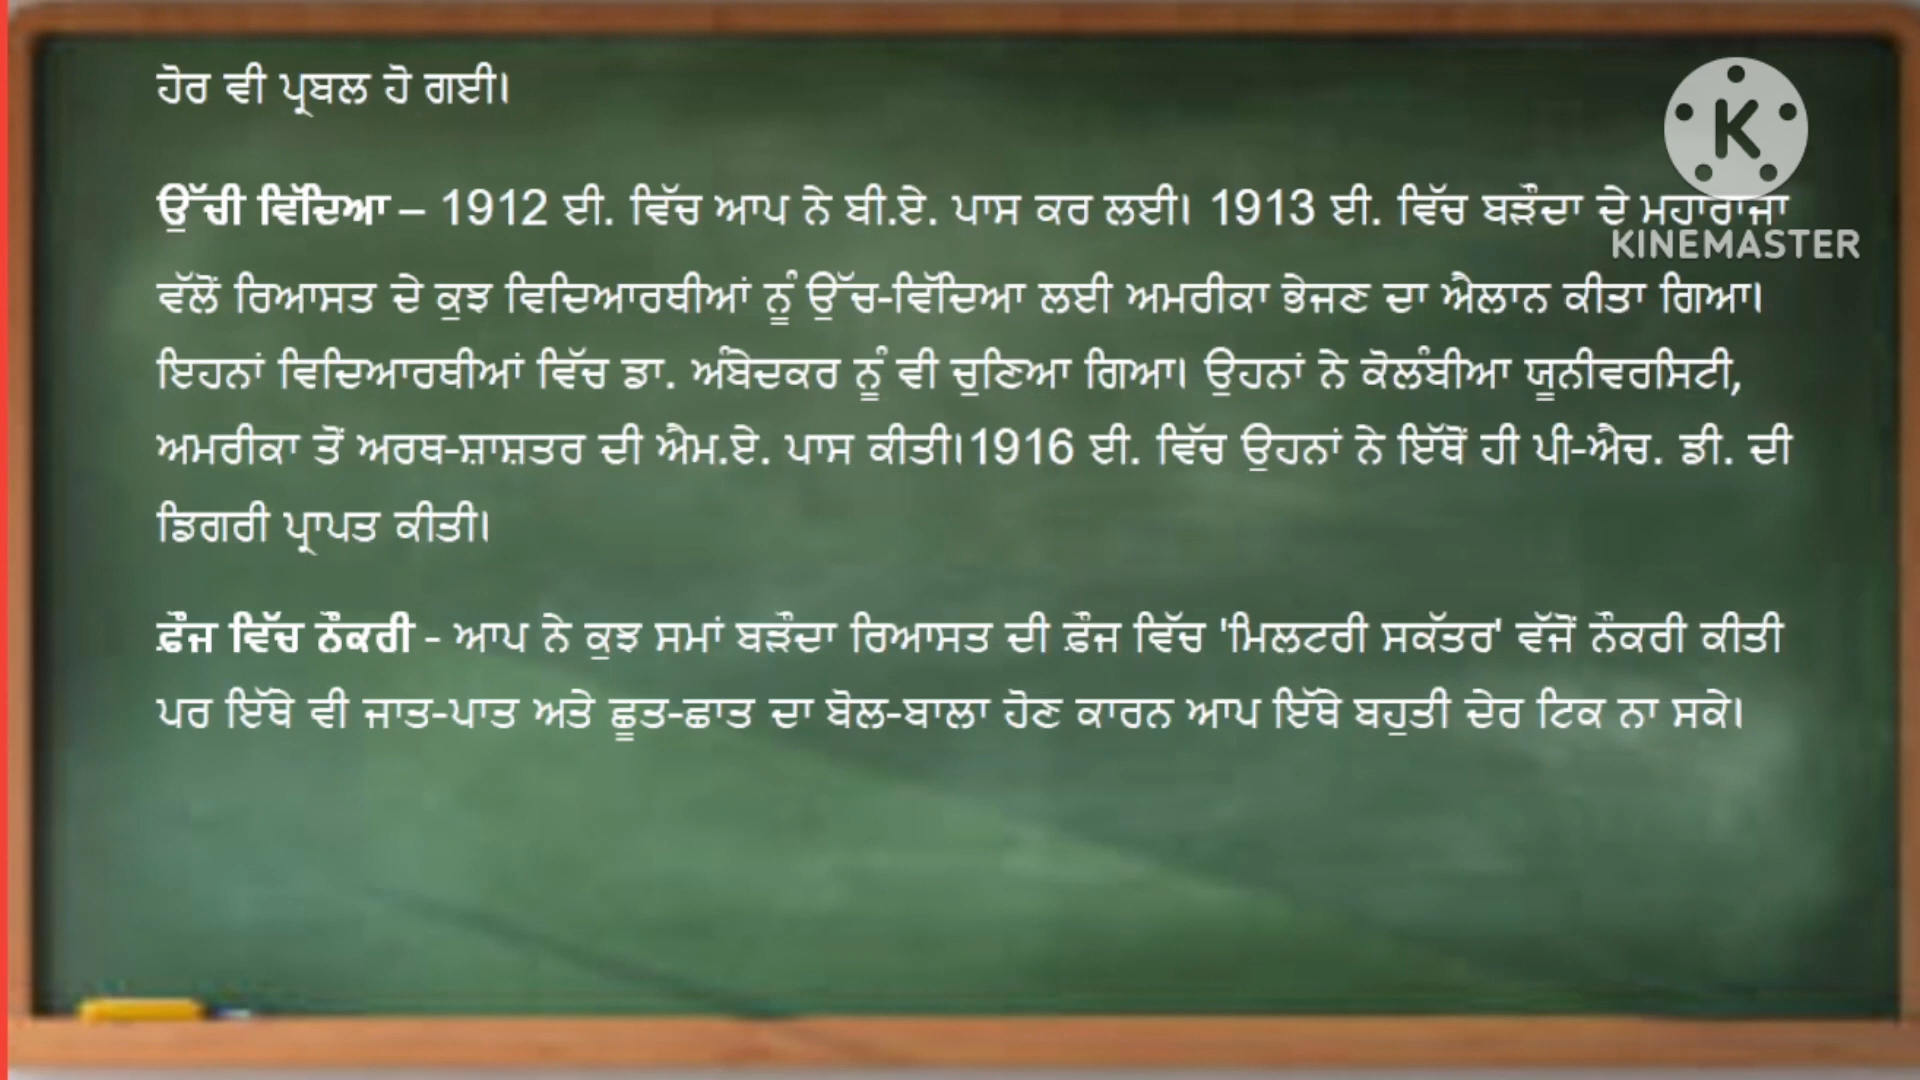 ਹੋਰ ਵੀ ਪ੍ਰਬਲ ਹੋ ਗਈ।
ਉੱਚੀ ਵਿੱਦਿਆ – 1912 ਈ. ਵਿੱਚ ਆਪ ਨੇ ਬੀ.ਏ. ਪਾਸ ਕਰ ਲਈ। 1913 ਈ. ਵਿੱਚ ਬੜੌਦਾ ਦੇ ਮਹਾਰਾਜਾ
K
KINEMASTER
ਵੱਲੋਂ ਰਿਆਸਤ ਦੇ ਕੁਝ ਵਿਦਿਆਰਥੀਆਂ ਨੂੰ ਉੱਚ-ਵਿੱਦਿਆ ਲਈ ਅਮਰੀਕਾ ਭੇਜਣ ਦਾ ਐਲਾਨ ਕੀਤਾ ਗਿਆ।
ਇਹਨਾਂ ਵਿਦਿਆਰਥੀਆਂ ਵਿੱਚ ਡਾ. ਅੰਬੇਦਕਰ ਨੂੰ ਵੀ ਚੁਣਿਆ ਗਿਆ। ਉਹਨਾਂ ਨੇ ਕੋਲੰਬੀਆ ਯੂਨੀਵਰਸਿਟੀ,
ਅਮਰੀਕਾ ਤੋਂ ਅਰਥ-ਸ਼ਾਸ਼ਤਰ ਦੀ ਐਮ.ਏ. ਪਾਸ ਕੀਤੀ।1916 ਈ. ਵਿੱਚ ਉਹਨਾਂ ਨੇ ਇੱਥੋਂ ਹੀ ਪੀ-ਐਚ. ਡੀ. ਦੀ
ਡਿਗਰੀ ਪ੍ਰਾਪਤ ਕੀਤੀ।
ਫ਼ੌਜ ਵਿੱਚ ਨੌਕਰੀ - ਆਪ ਨੇ ਕੁਝ ਸਮਾਂ ਬੜੌਦਾ ਰਿਆਸਤ ਦੀ ਫ਼ੌਜ ਵਿੱਚ 'ਮਿਲਟਰੀ ਸਕੱਤਰ' ਵੱਜੋਂ ਨੌਕਰੀ ਕੀਤੀ
ਪਰ ਇੱਥੇ ਵੀ ਜਾਤ-ਪਾਤ ਅਤੇ ਛੂਤ-ਛਾਤ ਦਾ ਬੋਲ-ਬਾਲਾ ਹੋਣ ਕਾਰਨ ਆਪ ਇੱਥੇ ਬਹੁਤੀ ਦੇਰ ਟਿਕ ਨਾ ਸਕੇ।